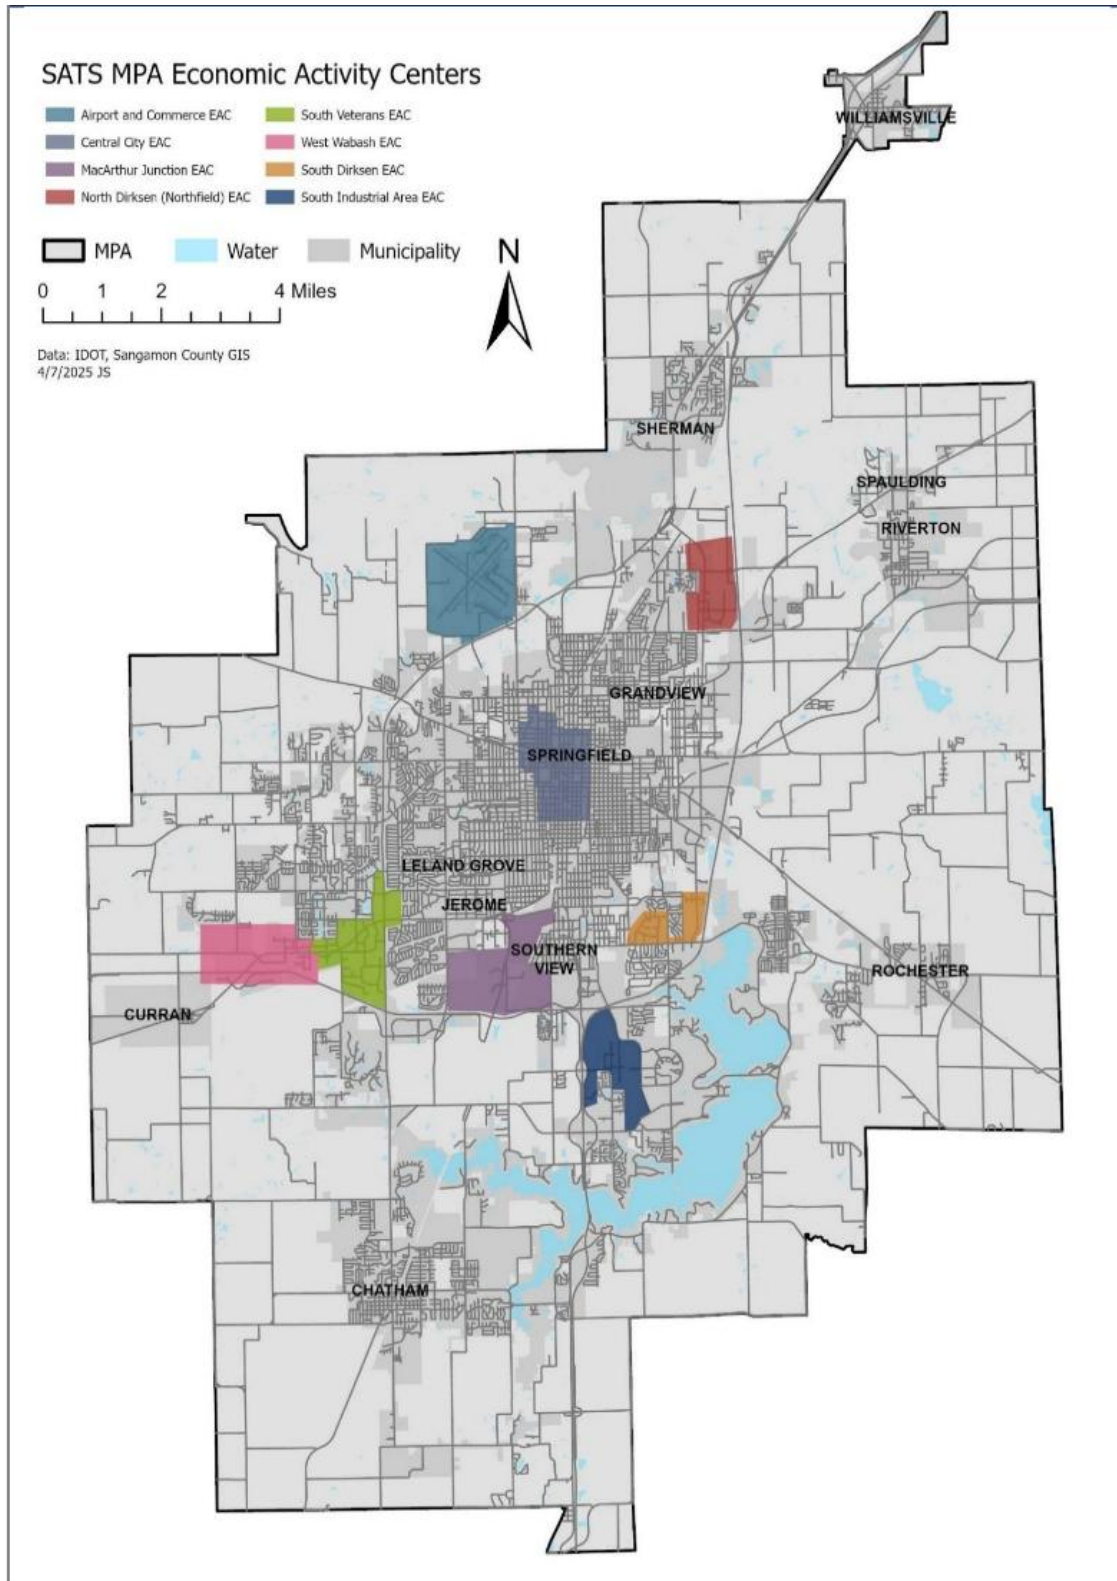 SATS MPA Economic Activity Centers
Airport and Commerce EAC
Central City EAC
MacArthur Junction EAC
North Dirksen (Northfield) EAC
South Veterans EAC
West Wabash EAC
South Dirksen EAC
South Industrial Area EAC
MPA
Water
Municipality
N
0 1 2 4 Miles
Data: IDOT, Sangamon County GIS
4/7/2025 JS
WILLIAMSVILLE
SHERMAN
SPAULDING
RIVERTON
GRANDVIEW
SPRINGFIELD
LELAND GROVE
JEROME
SOUTHERN
VIEW
ROCHESTER
CURRAN
CHATHAM